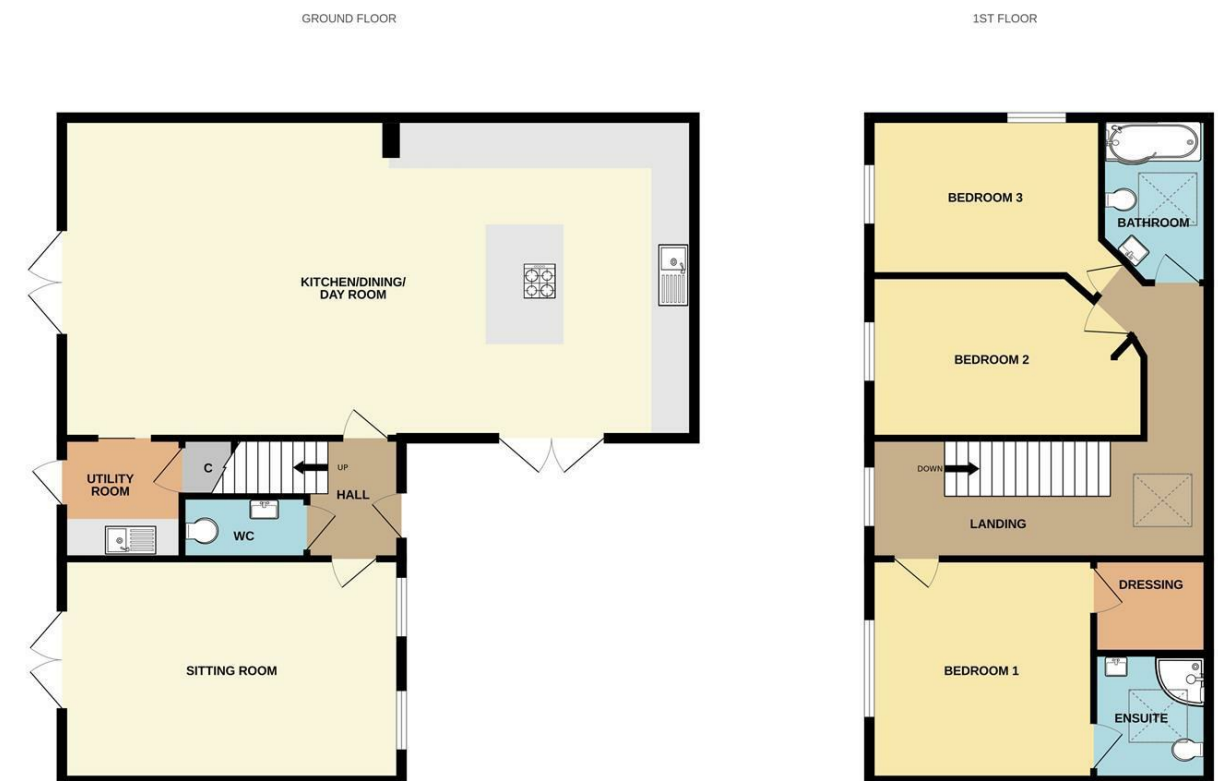 GROUND FLOOR
KITCHEN/DINING/
DAY ROOM
UTILITY
ROOM
C
UP
HALL
WC
SITTING ROOM
1ST FLOOR
BEDROOM 3
BATHROOM
BEDROOM 2
DOWN
LANDING
DRESSING
BEDROOM 1
ENSUITE